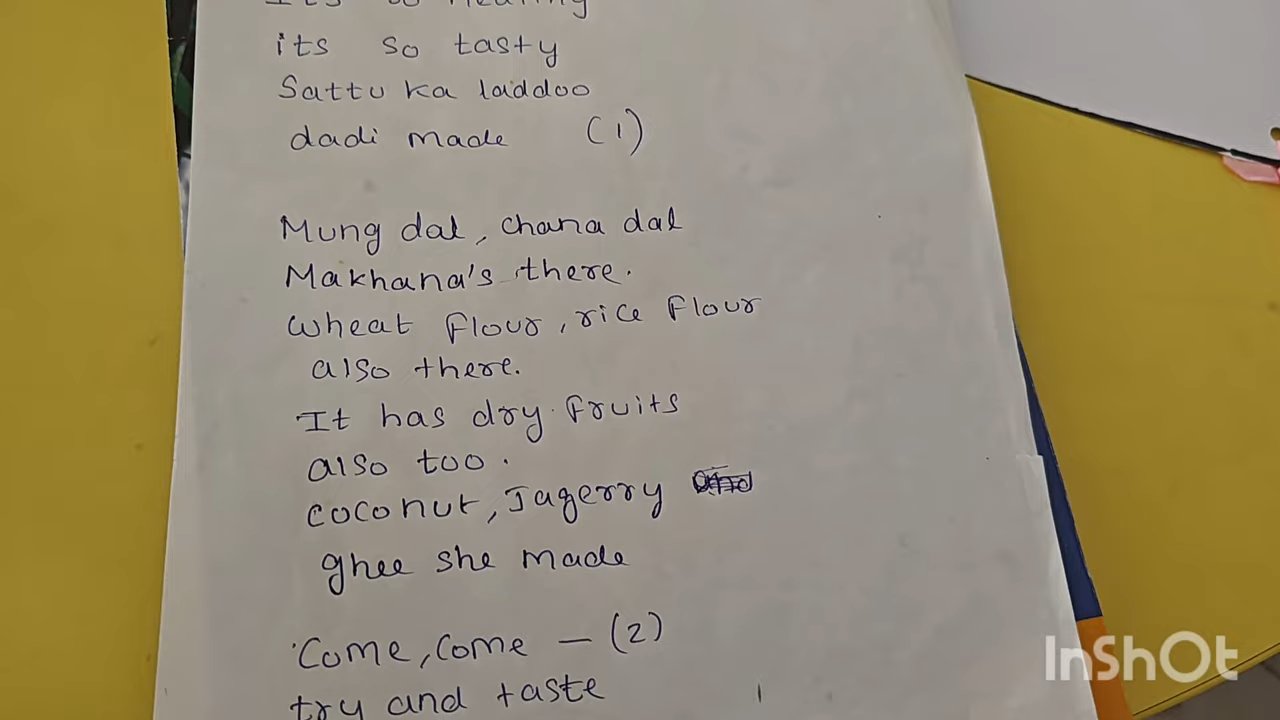 its so tasty
Sattu ka laddoo
dadi made (1)
Mung dal, chana dal
Makhana's there.
wheat flour, rice flour
also there.
It has dry fruits
also too.
coconut, Jagerry
ghee she made
Come, Come — (2)
try and taste
InShOt